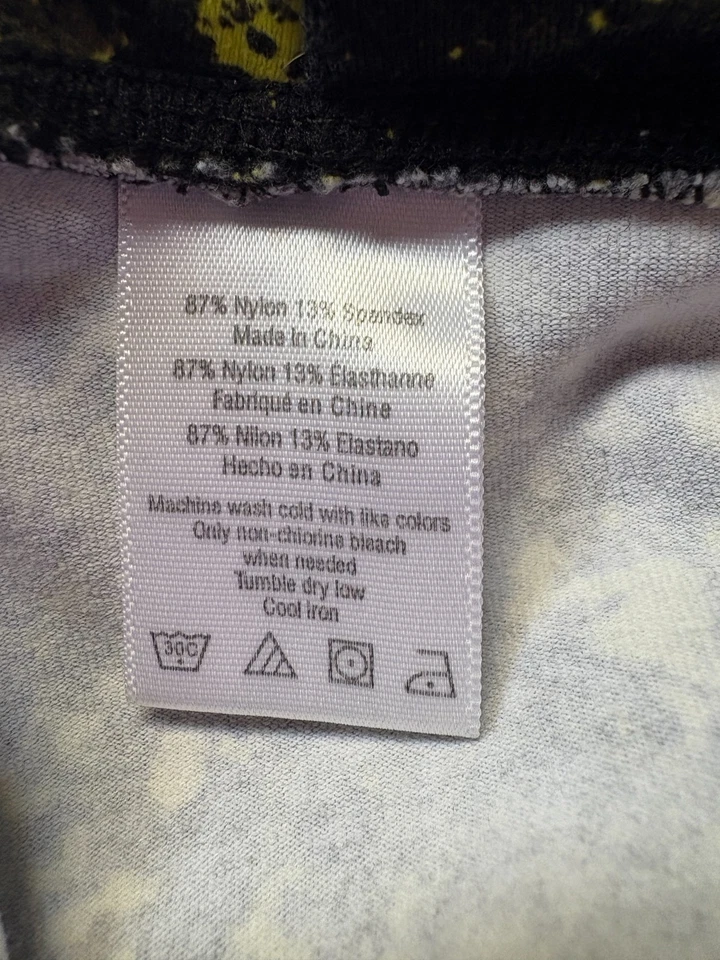 87% Nylon 13% Spandex
Made in China
87% Nylon 13% Élasthanne
Fabriqué en Chine
87% Nilon 13% Elastano
Hecho en China
Machine wash cold with like colors
Only non-chlorine bleach
when needed
Tumble dry low
Cool iron
30C